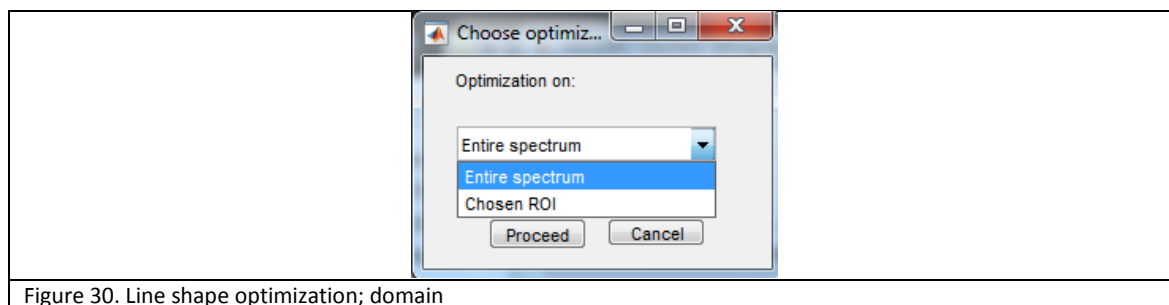 Choose optimiz...
Optimization on:
Entire spectrum
Entire spectrum
Chosen ROI
Proceed Cancel
Figure 30. Line shape optimization; domain